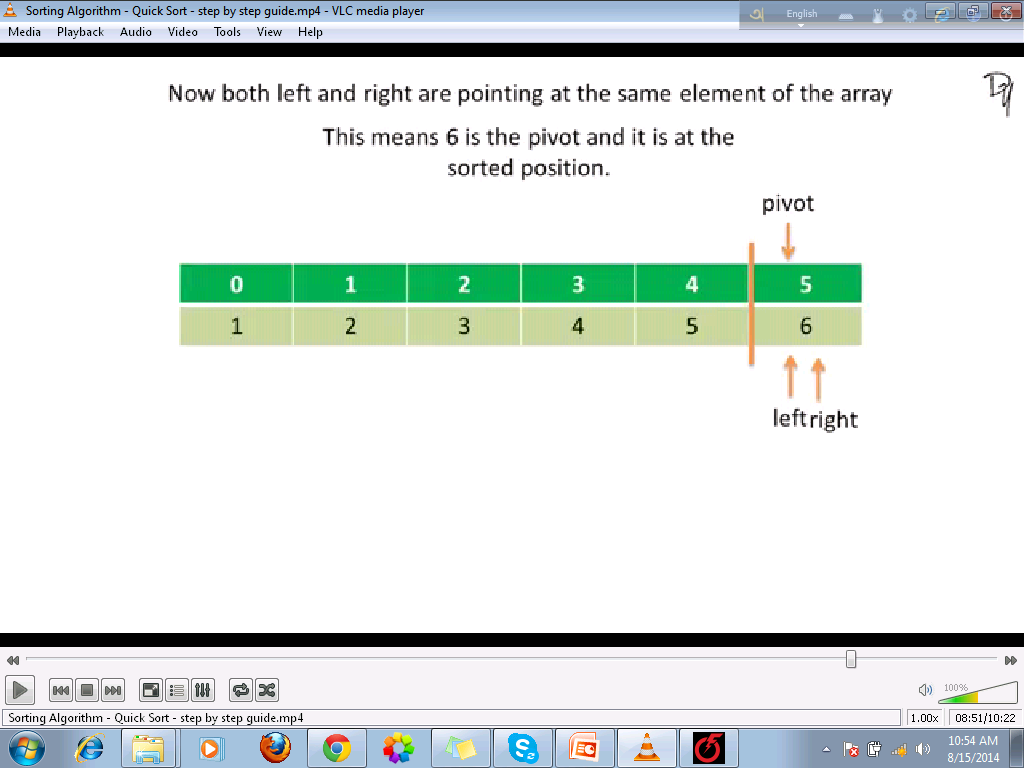 Sorting Algorithm - Quick Sort - step by step guide.mp4 - VLC media player
English
Media Playback Audio Video Tools View Help
Now both left and right are pointing at the same element of the array
This means 6 is the pivot and it is at the
sorted position.
pivot
0 1 2 3 4 5
1 2 3 4 5 6
left right
100%
Sorting Algorithm - Quick Sort - step by step guide.mp4
1.00x 08:51/10:22
10:54 AM
8/15/2014